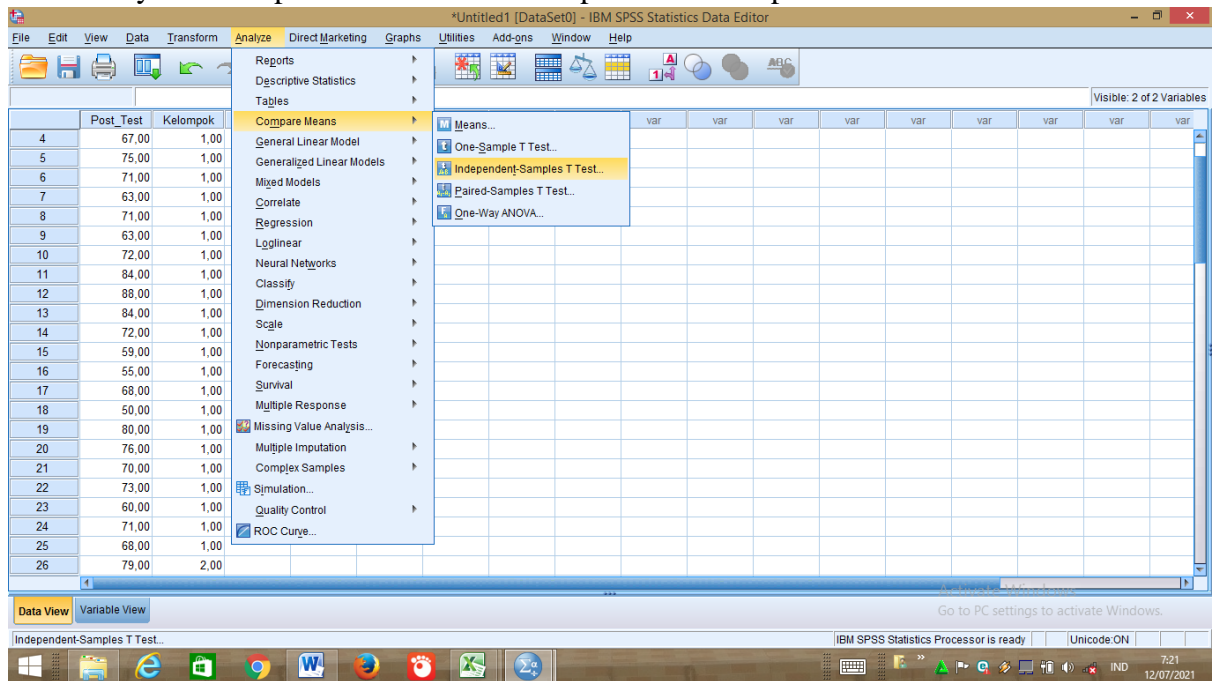 *Untitled1 [DataSet0] - IBM SPSS Statistics Data Editor
File Edit View Data Transform Analyze Direct Marketing Graphs Utilities Add-ons Window Help
Visible: 2 of 2 Variables
Post_Test Kelompok var var var var var var var var var
4 67,00 1,00
5 75,00 1,00
6 71,00 1,00
7 63,00 1,00
8 71,00 1,00
9 63,00 1,00
10 72,00 1,00
11 84,00 1,00
12 88,00 1,00
13 84,00 1,00
14 72,00 1,00
15 59,00 1,00
16 55,00 1,00
17 68,00 1,00
18 50,00 1,00
19 80,00 1,00
20 76,00 1,00
21 70,00 1,00
22 73,00 1,00
23 60,00 1,00
24 71,00 1,00
25 68,00 1,00
26 79,00 2,00
Reports
Descriptive Statistics
Tables
Compare Means
General Linear Model
Generalized Linear Models
Mixed Models
Correlate
Regression
Loglinear
Neural Networks
Classify
Dimension Reduction
Scale
Nonparametric Tests
Forecasting
Survival
Multiple Response
Missing Value Analysis...
Multiple Imputation
Complex Samples
Simulation...
Quality Control
ROC Curve...
Means...
One-Sample T Test...
Independent-Samples T Test...
Paired-Samples T Test...
One-Way ANOVA...
Data View Variable View
Go to PC settings to activate Windows.
Independent-Samples T Test...
IBM SPSS Statistics Processor is ready Unicode:ON
IND 7:21
12/07/2021